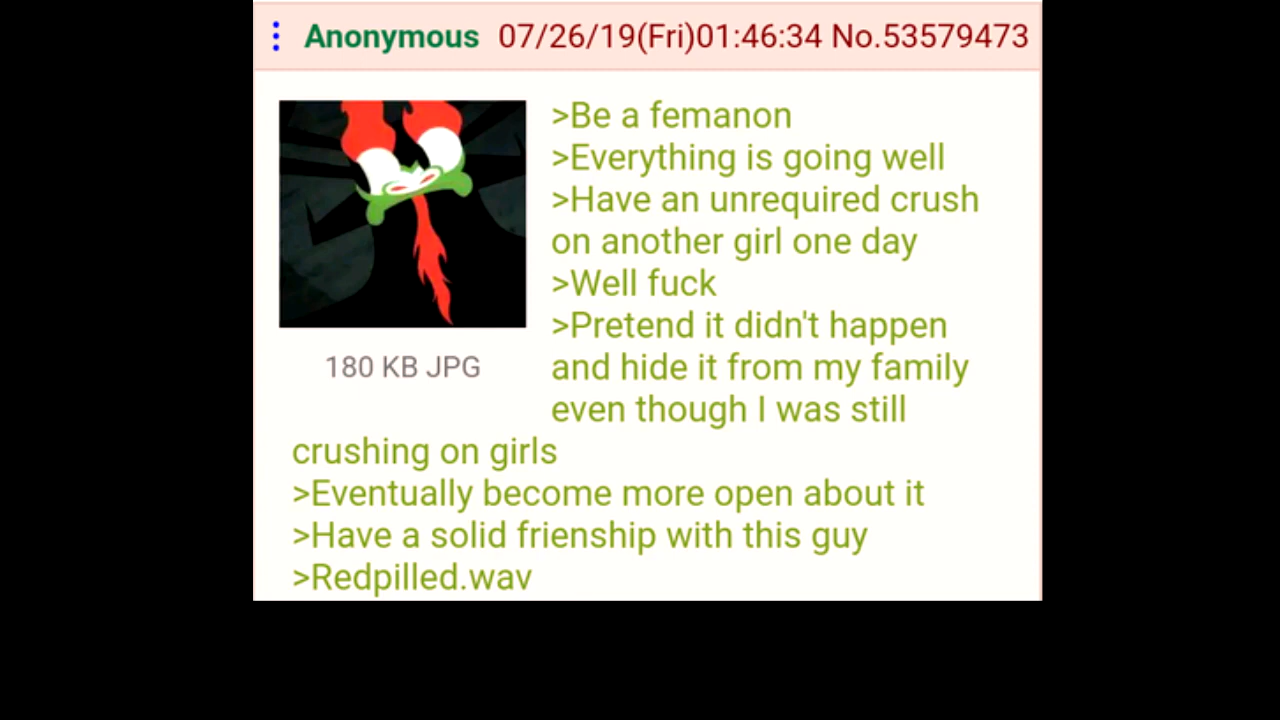 Anonymous 07/26/19(Fri)01:46:34 No.53579473
>Be a femanon
>Everything is going well
>Have an unrequired crush
on another girl one day
>Well fuck
>Pretend it didn't happen
and hide it from my family
even though I was still
180 KB JPG
crushing on girls
>Eventually become more open about it
>Have a solid frienship with this guy
>Redpilled.wav